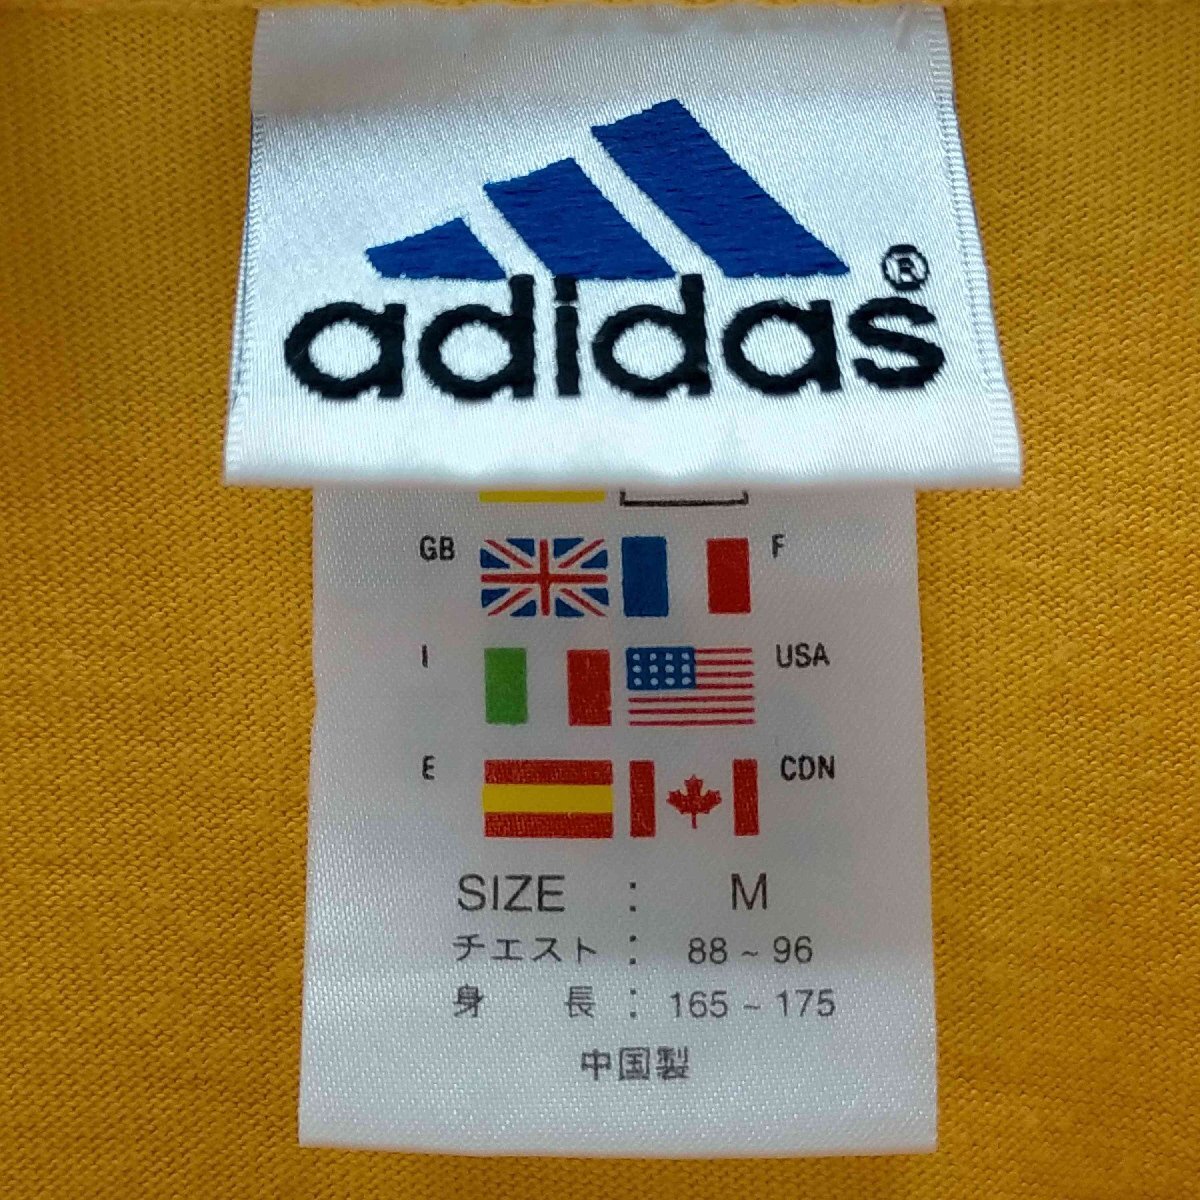 adidas®
GB F
I USA
E CDN
SIZE : M
チエスト : 88 ~ 96
身 長 : 165 ~ 175
中国製